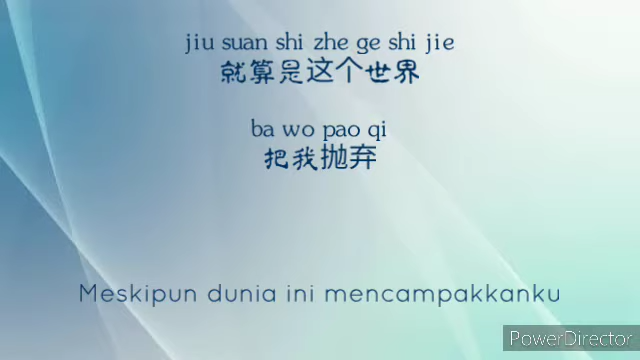 jiu suan shi zhe ge shi jie
就算是这个世界
ba wo pao qi
把我抛弃
Meskipun dunia ini mencampakkanku
PowerDirector